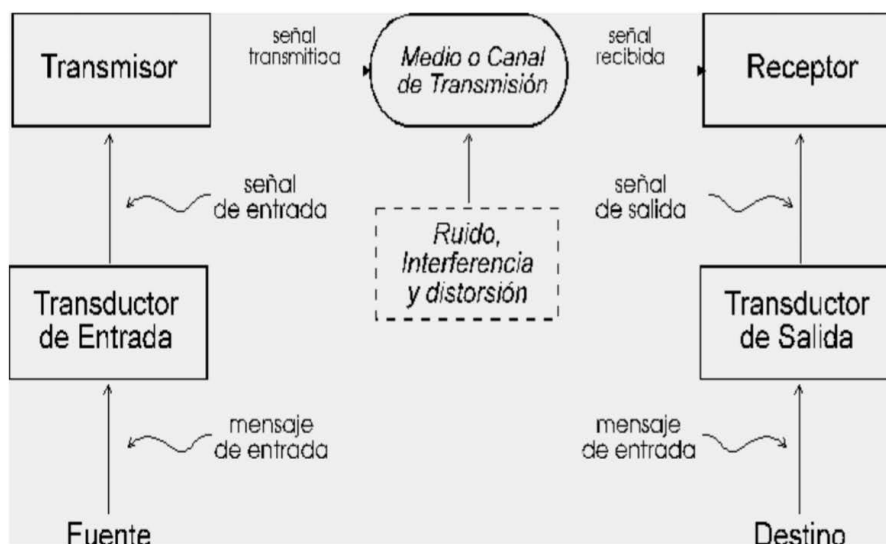 Transmisor
señal
transmitica
Medio o Canal
de Transmisión
señal
recibida
Receptor
señal
de entrada
señal
de salida
Ruido,
Interferencia
y distorsión
Transductor
de Entrada
Transductor
de Salida
mensaje
de entrada
mensaje
de entrada
Fuente
Destino